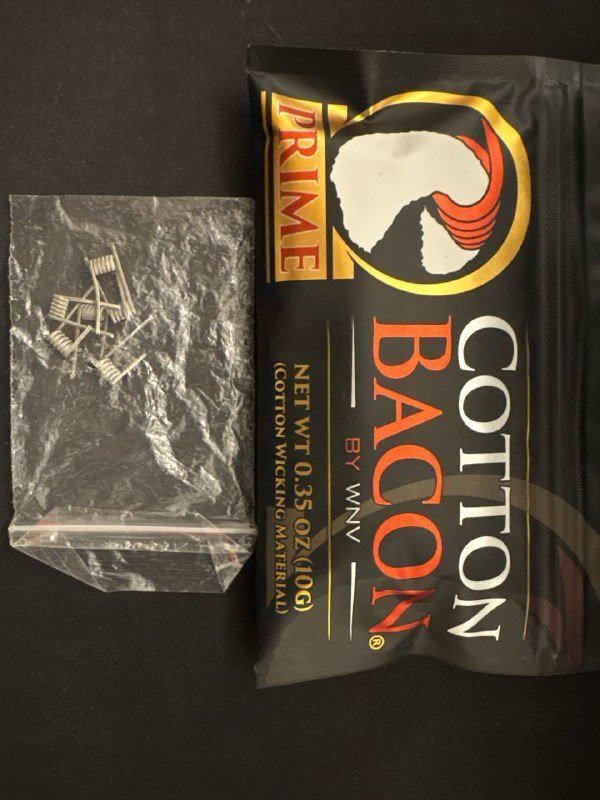 PRIME
COTTON
BACON®
BY WNV
NET WT 0.35 OZ (10G)
(COTTON WICKING MATERIAL)